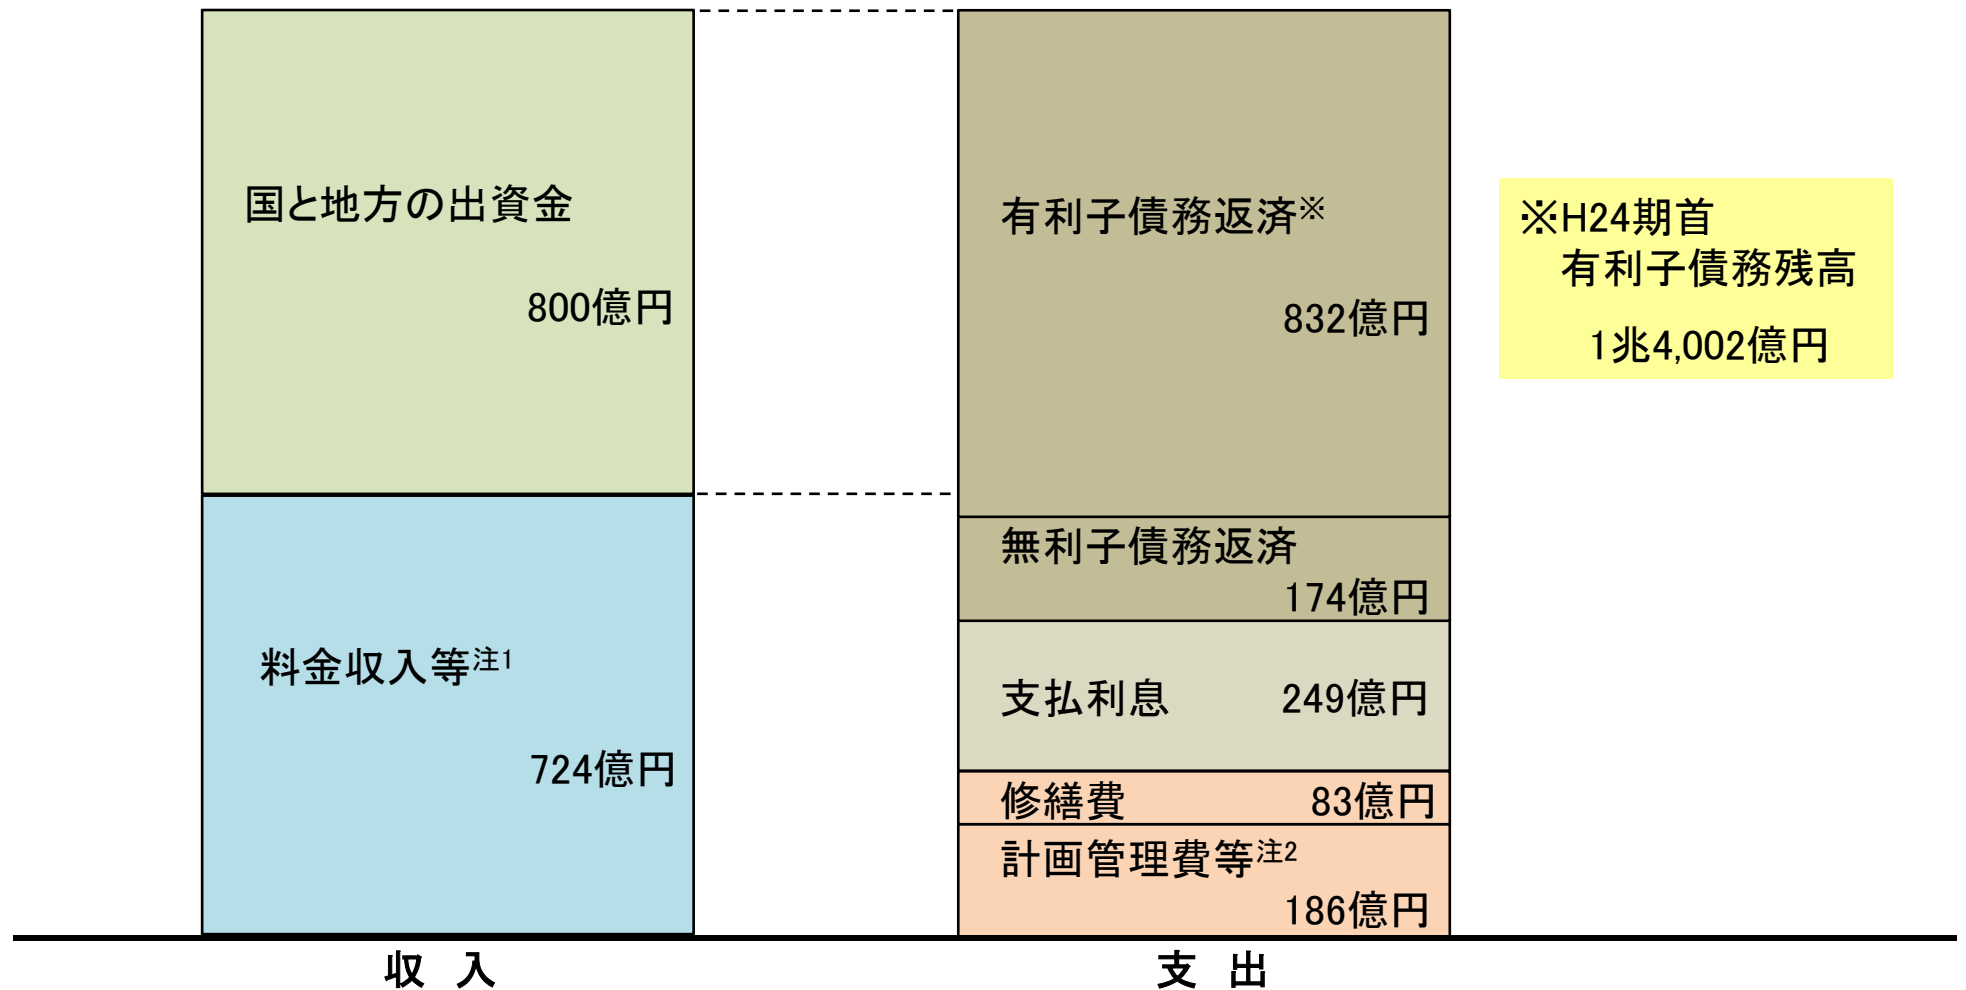 国と地方の出資金
800億円
料金収入等注1
724億円
収 入
有利子債務返済※
832億円
無利子債務返済
174億円
支払利息 249億円
修繕費 83億円
計画管理費等注2
186億円
支 出
※H24期首
有利子債務残高
1兆4,002億円